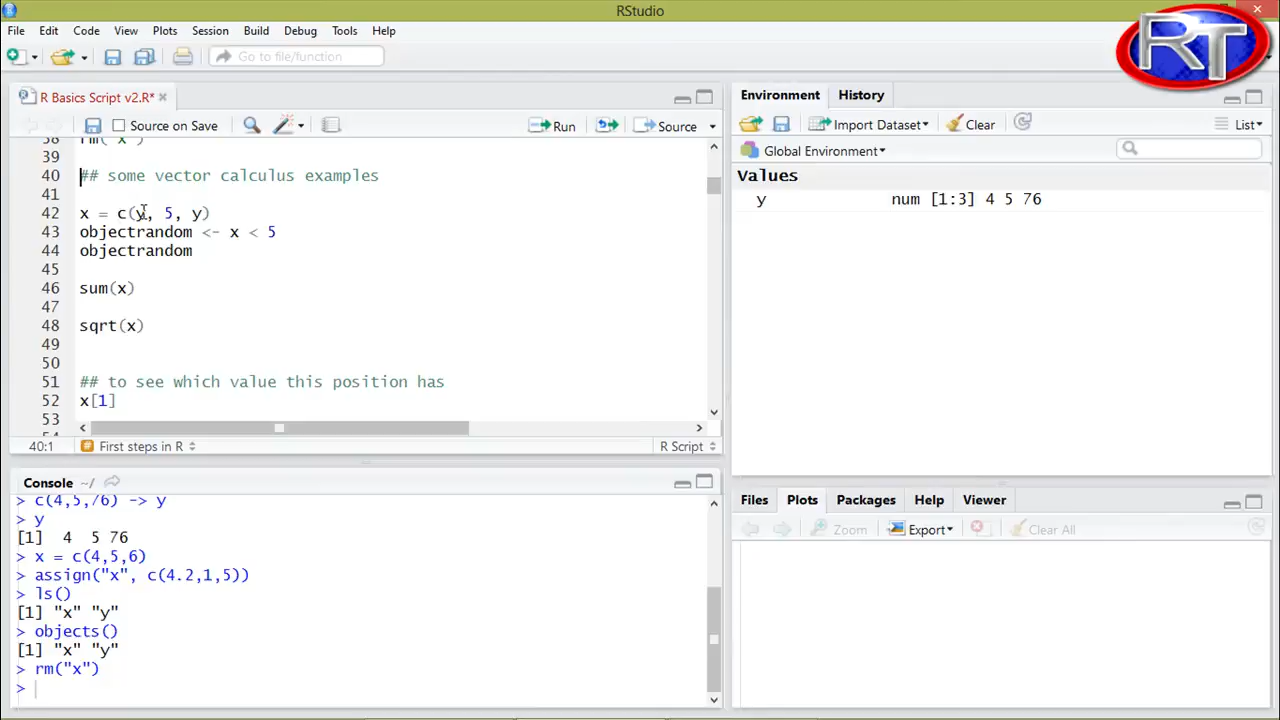 RStudio
File Edit Code View Plots Session Build Debug Tools Help
RT
Go to file/function
R Basics Script v2.R*
Source on Save Run Source
38 rm("x")
39
40 ## some vector calculus examples
41
42 x = c(y, 5, y)
43 objectrandom <- x < 5
44 objectrandom
45
46 sum(x)
47
48 sqrt(x)
49
50
51 ## to see which value this position has
52 x[1]
53
40:1 First steps in R R Script
Console ~/
> c(4,5,76) -> y
> y
[1]  4  5 76
> x = c(4,5,6)
> assign("x", c(4.2,1,5))
> ls()
[1] "x" "y"
> objects()
[1] "x" "y"
> rm("x")
>
Environment History
Import Dataset Clear List
Global Environment
Values
y num [1:3] 4 5 76
Files Plots Packages Help Viewer
Zoom Export Clear All